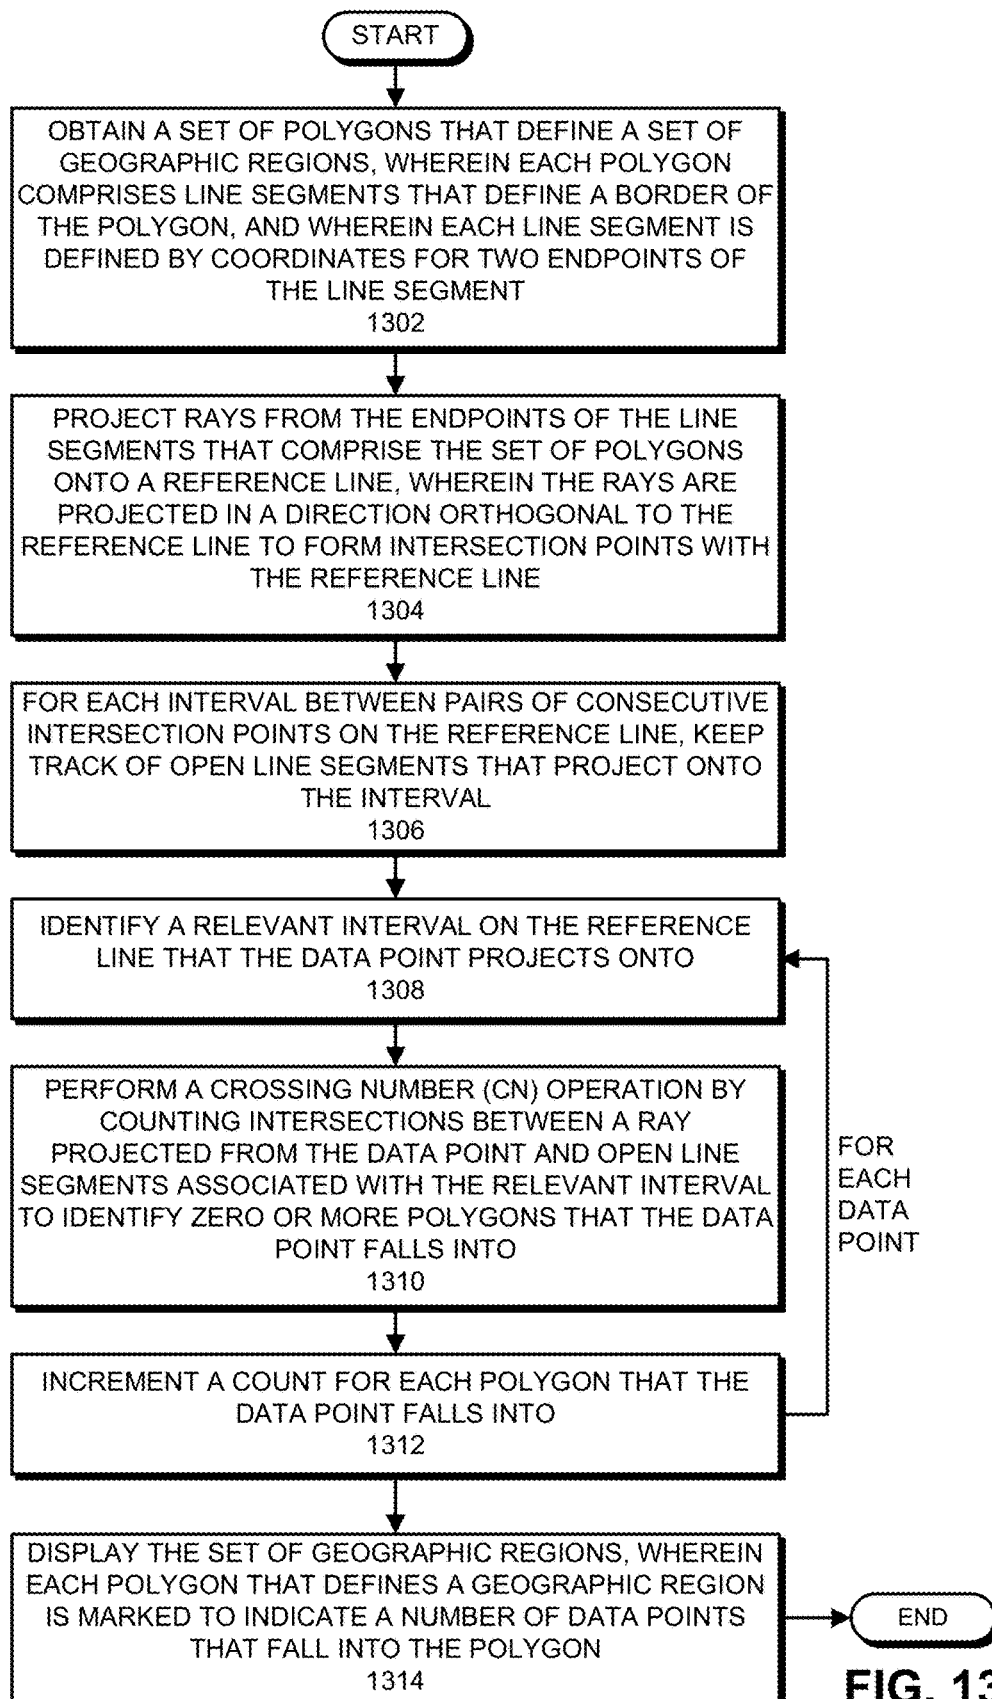 START
OBTAIN A SET OF POLYGONS THAT DEFINE A SET OF
GEOGRAPHIC REGIONS, WHEREIN EACH POLYGON
COMPRISES LINE SEGMENTS THAT DEFINE A BORDER OF
THE POLYGON, AND WHEREIN EACH LINE SEGMENT IS
DEFINED BY COORDINATES FOR TWO ENDPOINTS OF
THE LINE SEGMENT
1302
PROJECT RAYS FROM THE ENDPOINTS OF THE LINE
SEGMENTS THAT COMPRISE THE SET OF POLYGONS
ONTO A REFERENCE LINE, WHEREIN THE RAYS ARE
PROJECTED IN A DIRECTION ORTHOGONAL TO THE
REFERENCE LINE TO FORM INTERSECTION POINTS WITH
THE REFERENCE LINE
1304
FOR EACH INTERVAL BETWEEN PAIRS OF CONSECUTIVE
INTERSECTION POINTS ON THE REFERENCE LINE, KEEP
TRACK OF OPEN LINE SEGMENTS THAT PROJECT ONTO
THE INTERVAL
1306
IDENTIFY A RELEVANT INTERVAL ON THE REFERENCE
LINE THAT THE DATA POINT PROJECTS ONTO
1308
PERFORM A CROSSING NUMBER (CN) OPERATION BY
COUNTING INTERSECTIONS BETWEEN A RAY
PROJECTED FROM THE DATA POINT AND OPEN LINE
SEGMENTS ASSOCIATED WITH THE RELEVANT INTERVAL
TO IDENTIFY ZERO OR MORE POLYGONS THAT THE DATA
POINT FALLS INTO
1310
FOR
EACH
DATA
POINT
INCREMENT A COUNT FOR EACH POLYGON THAT THE
DATA POINT FALLS INTO
1312
DISPLAY THE SET OF GEOGRAPHIC REGIONS, WHEREIN
EACH POLYGON THAT DEFINES A GEOGRAPHIC REGION
IS MARKED TO INDICATE A NUMBER OF DATA POINTS
THAT FALL INTO THE POLYGON
1314
END
FIG. 13